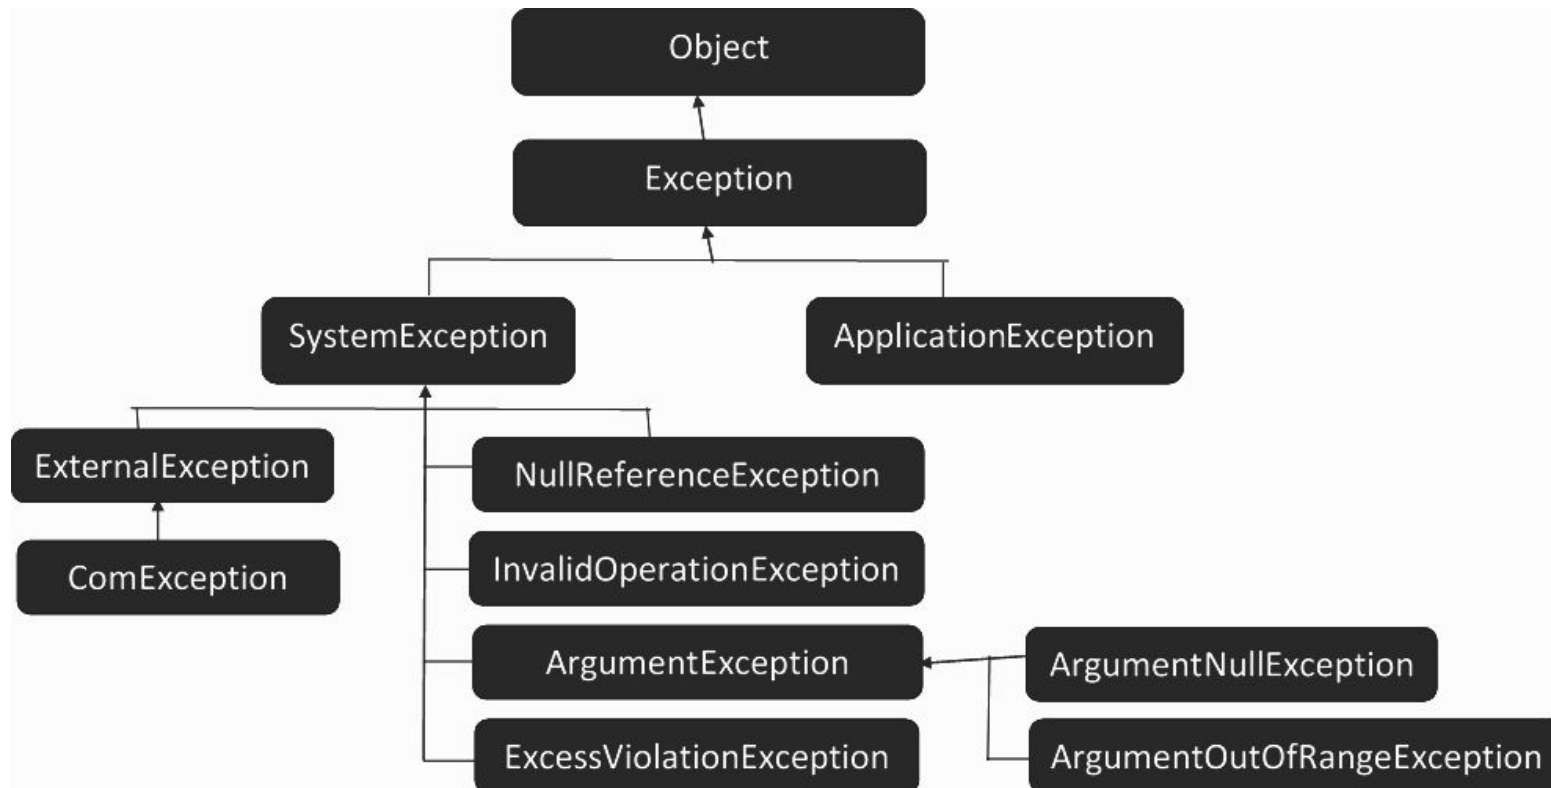 Object
Exception
SystemException
ApplicationException
ExternalException
NullReferenceException
ComException
InvalidOperationException
ArgumentException
ArgumentNullException
ExcessViolationException
ArgumentOutOfRangeException